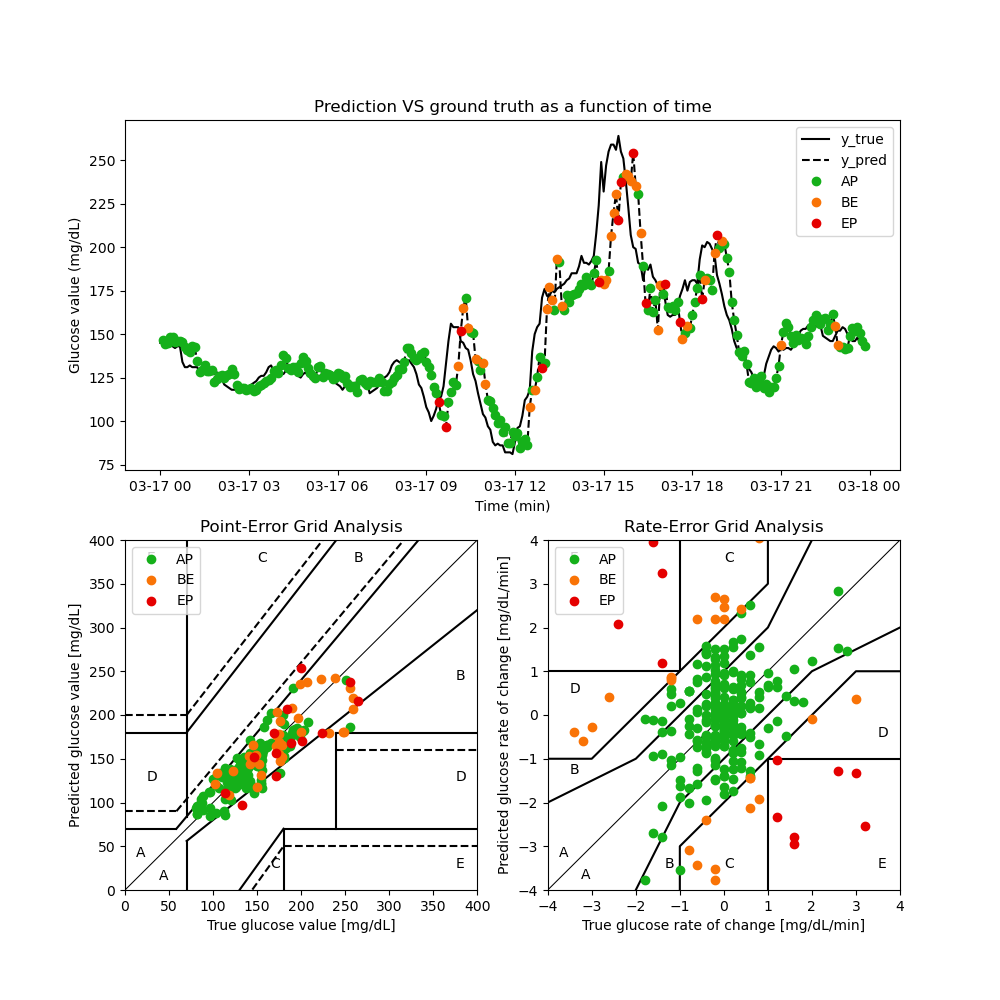 Prediction VS ground truth as a function of time
Glucose value (mg/dL)
250
225
200
175
150
125
100
75
y_true
y_pred
AP
BE
EP
03-17 00 03-17 03 03-17 06 03-17 09 03-17 12 03-17 15 03-17 18 03-17 21 03-18 00
Time (min)
Point-Error Grid Analysis
Predicted glucose value [mg/dL]
400
350
300
250
200
150
100
50
0
AP
BE
EP
C
B
B
D
D
A
A
C
E
0 50 100 150 200 250 300 350 400
True glucose value [mg/dL]
Rate-Error Grid Analysis
Predicted glucose rate of change [mg/dL/min]
4
3
2
1
0
−1
−2
−3
−4
AP
BE
EP
C
D
D
B
A
A
B
C
E
−4 −3 −2 −1 0 1 2 3 4
True glucose rate of change [mg/dL/min]